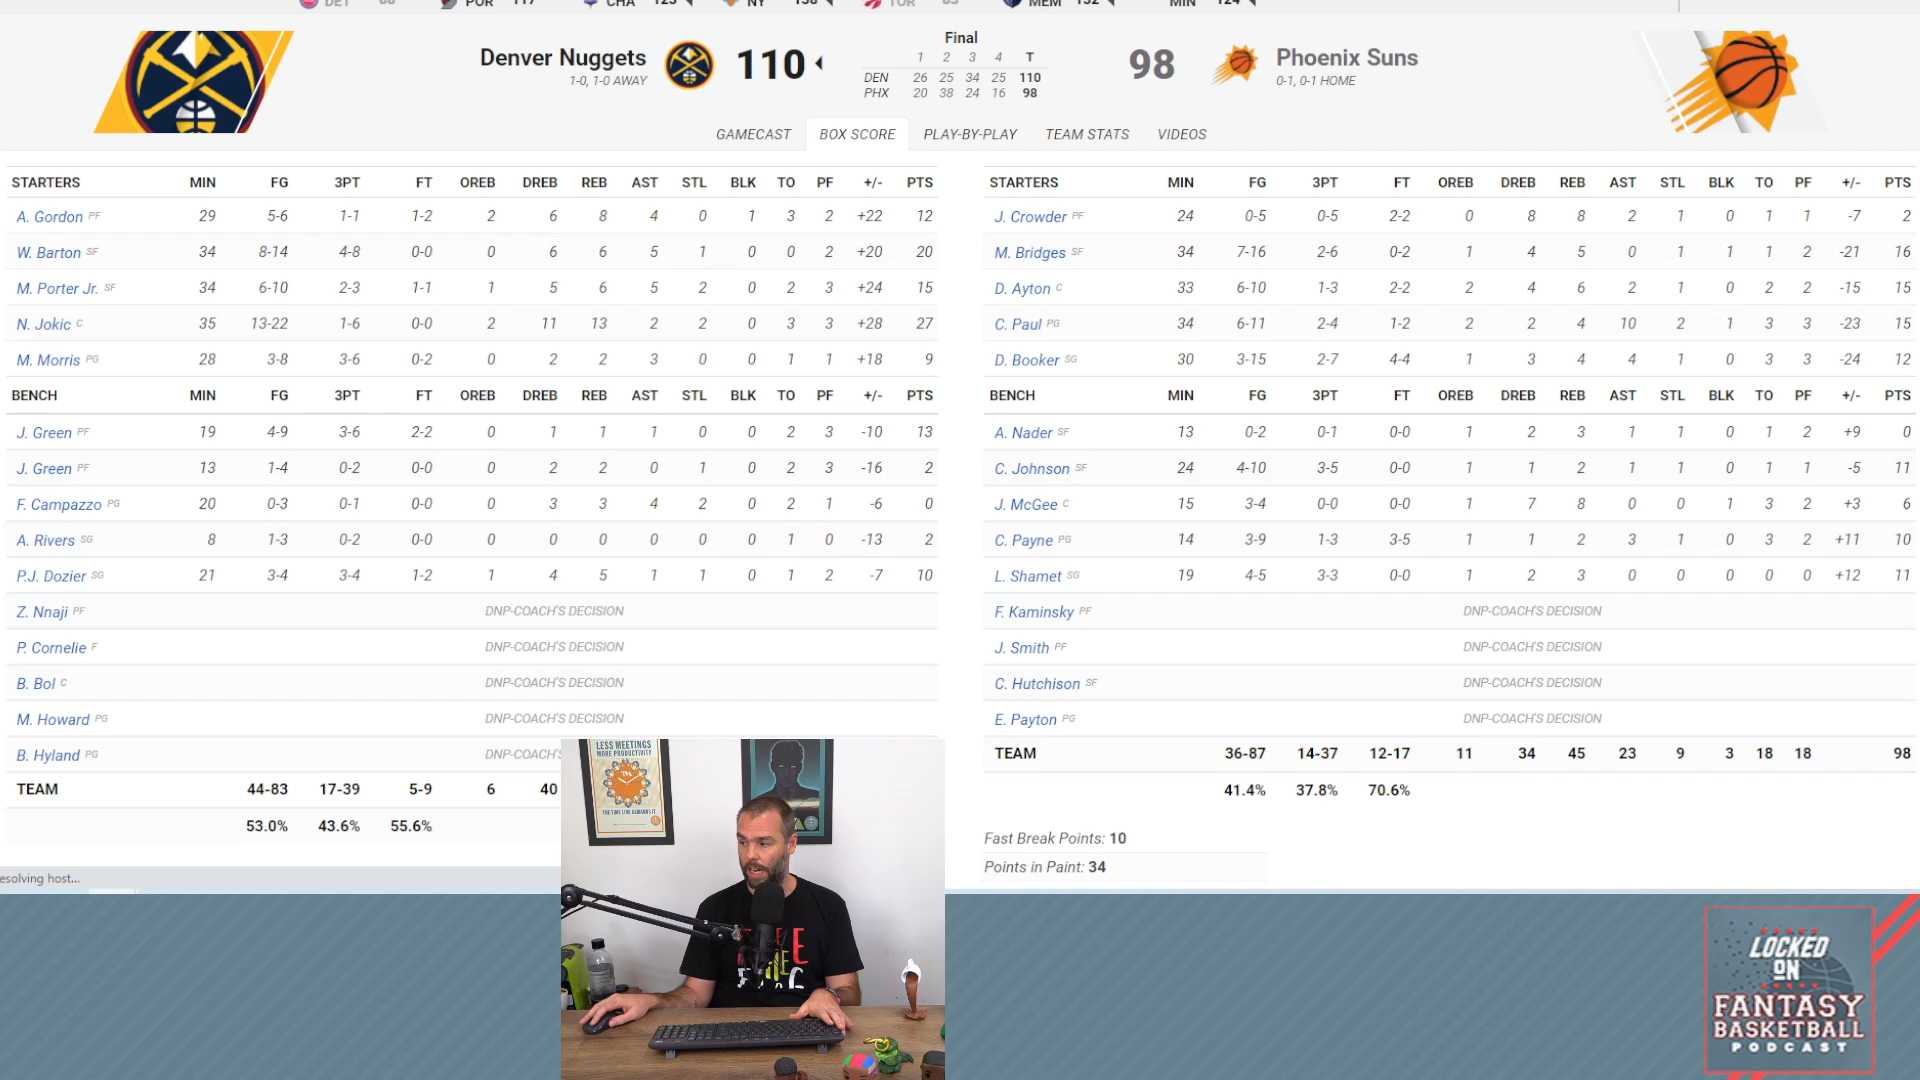 DET 88 POR 117 CHA 123 NY 138 TOR 83 MEM 132 MIN 124
Final
Denver Nuggets 110 98 Phoenix Suns
1-0, 1-0 AWAY 0-1, 0-1 HOME
1 2 3 4 T
DEN 26 25 34 25 110
PHX 20 38 24 16 98
GAMECAST BOX SCORE PLAY-BY-PLAY TEAM STATS VIDEOS
STARTERS MIN FG 3PT FT OREB DREB REB AST STL BLK TO PF +/- PTS
A. Gordon PF 29 5-6 1-1 1-2 2 6 8 4 0 1 3 2 +22 12
W. Barton SF 34 8-14 4-8 0-0 0 6 6 5 1 0 0 2 +20 20
M. Porter Jr. SF 34 6-10 2-3 1-1 1 5 6 5 2 0 2 3 +24 15
N. Jokic C 35 13-22 1-6 0-0 2 11 13 2 2 0 3 3 +28 27
M. Morris PG 28 3-8 3-6 0-2 0 2 2 3 0 0 1 1 +18 9
BENCH MIN FG 3PT FT OREB DREB REB AST STL BLK TO PF +/- PTS
J. Green PF 19 4-9 3-6 2-2 0 1 1 1 0 0 2 3 -10 13
J. Green PF 13 1-4 0-2 0-0 0 2 2 0 1 0 2 3 -16 2
F. Campazzo PG 20 0-3 0-1 0-0 0 3 3 4 2 0 2 1 -6 0
A. Rivers SG 8 1-3 0-2 0-0 0 0 0 0 0 0 1 0 -13 2
P.J. Dozier SG 21 3-4 3-4 1-2 1 4 5 1 1 0 1 2 -7 10
Z. Nnaji PF DNP-COACH'S DECISION
P. Cornelie F DNP-COACH'S DECISION
B. Bol C DNP-COACH'S DECISION
M. Howard PG DNP-COACH'S DECISION
B. Hyland PG DNP-COACH'S
TEAM 44-83 17-39 5-9 6 40
53.0% 43.6% 55.6%
STARTERS MIN FG 3PT FT OREB DREB REB AST STL BLK TO PF +/- PTS
J. Crowder PF 24 0-5 0-5 2-2 0 8 8 2 1 0 1 1 -7 2
M. Bridges SF 34 7-16 2-6 0-2 1 4 5 0 1 1 1 2 -21 16
D. Ayton C 33 6-10 1-3 2-2 2 4 6 2 1 0 2 2 -15 15
C. Paul PG 34 6-11 2-4 1-2 2 2 4 10 2 1 3 3 -23 15
D. Booker SG 30 3-15 2-7 4-4 1 3 4 4 1 0 3 3 -24 12
BENCH MIN FG 3PT FT OREB DREB REB AST STL BLK TO PF +/- PTS
A. Nader SF 13 0-2 0-1 0-0 1 2 3 1 1 0 1 2 +9 0
C. Johnson SF 24 4-10 3-5 0-0 1 1 2 1 1 0 1 1 -5 11
J. McGee C 15 3-4 0-0 0-0 1 7 8 0 0 1 3 2 +3 6
C. Payne PG 14 3-9 1-3 3-5 1 1 2 3 1 0 3 2 +11 10
L. Shamet SG 19 4-5 3-3 0-0 1 2 3 0 0 0 0 0 +12 11
F. Kaminsky PF DNP-COACH'S DECISION
J. Smith PF DNP-COACH'S DECISION
C. Hutchison SF DNP-COACH'S DECISION
E. Payton PG DNP-COACH'S DECISION
TEAM 36-87 14-37 12-17 11 34 45 23 9 3 18 18 98
41.4% 37.8% 70.6%
Fast Break Points: 10
Points in Paint: 34
esolving host...
LESS MEETINGS
MORE PRODUCTIVITY
LOCKED
ON
FANTASY
BASKETBALL
PODCAST